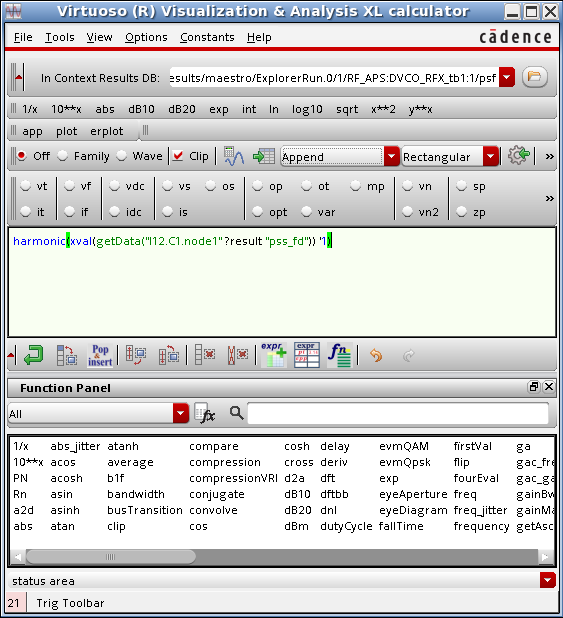 Virtuoso (R) Visualization & Analysis XL calculator
File Tools View Options Constants Help cādence
In Context Results DB: esults/maestro/ExplorerRun.0/1/RF_APS:DVCO_RFX_tb1:1/psf
1/x 10**x abs dB10 dB20 exp int ln log10 sqrt x**2 y**x
app plot erplot
Off Family Wave Clip Append Rectangular »
vt vf vdc vs os op ot mp vn sp
it if idc is opt var vn2 zp »
harmonic(xval(getData("I12.C1.node1" ?result "pss_fd")) '1)
Pop & insert expr expr fn
Function Panel
All fx
1/x abs_jitter atanh compare cosh delay evmQAM firstVal ga
10**x acos average compression cross deriv evmQpsk flip gac_fre
PN acosh b1f compressionVRI d2a dft exp fourEval gac_ga
Rn asin bandwidth conjugate dB10 dftbb eyeAperture freq gainBw
a2d asinh busTransition convolve dB20 dnl eyeDiagram freq_jitter gainMa
abs atan clip cos dBm dutyCycle fallTime frequency getAsc
status area
21 Trig Toolbar